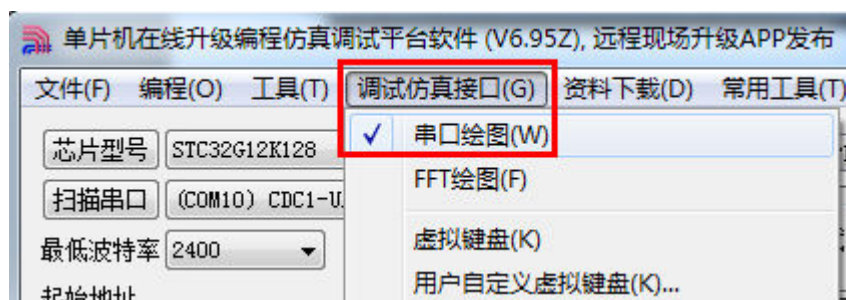 单片机在线升级编程仿真调试平台软件 (V6.95Z), 远程现场升级APP发布
文件(F) 编程(O) 工具(T) 调试仿真接口(G) 资料下载(D) 常用工具(T)
芯片型号 STC32G12K128 ✓ 串口绘图(W)
扫描串口 (COM10) CDC1-U FFT绘图(F)
最低波特率 2400 虚拟键盘(K)
起始地址 用户自定义虚拟键盘(K)...